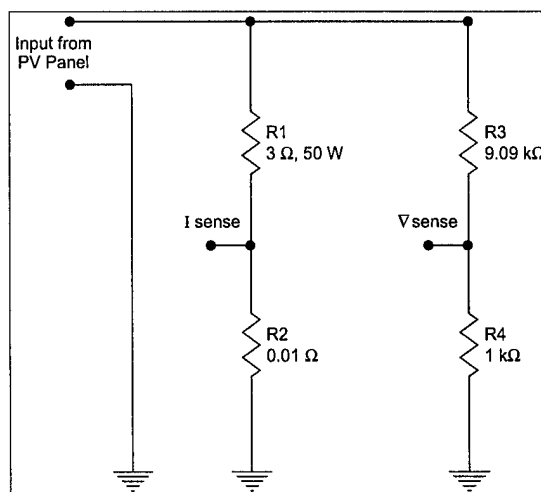 Input from
PV Panel
R1
3 Ω, 50 W
R3
9.09 kΩ
I sense
∇ sense
R2
0.01 Ω
R4
1 kΩ